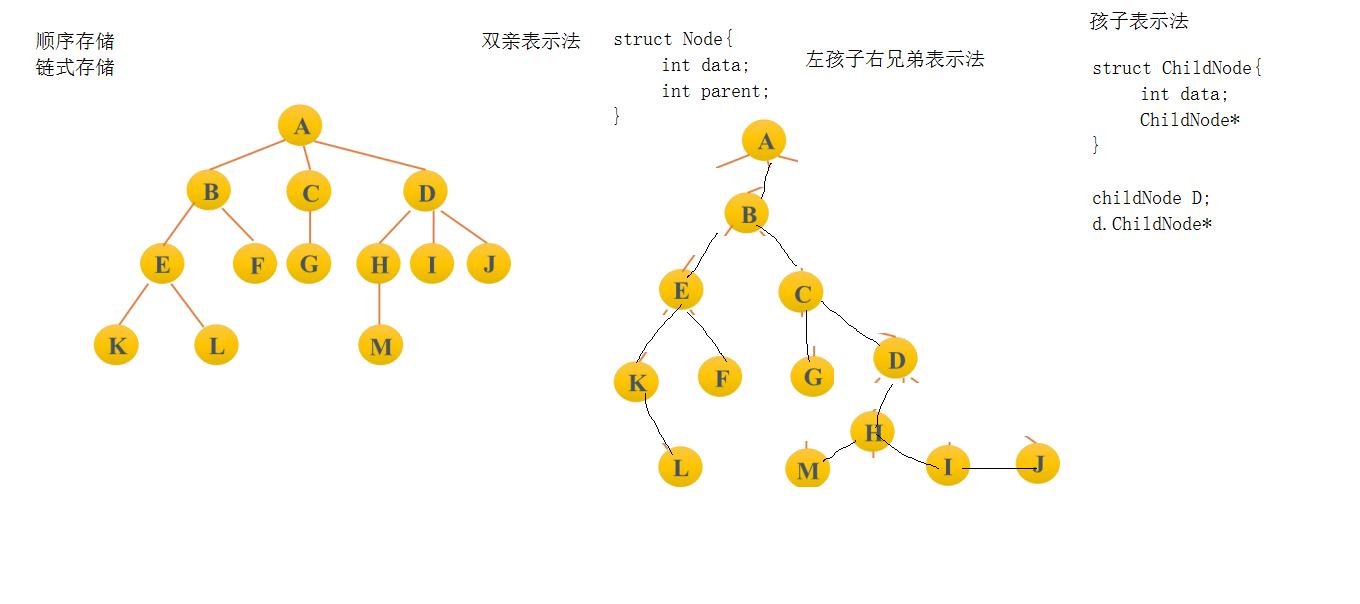 顺序存储
链式存储
双亲表示法
struct Node{
int data;
int parent;
}
左孩子右兄弟表示法
孩子表示法
struct ChildNode{
int data;
ChildNode*
}
childNode D;
d.ChildNode*
A
B C D
E F G H I J
K L M
A
B
E C
K F G D
H
L M I J